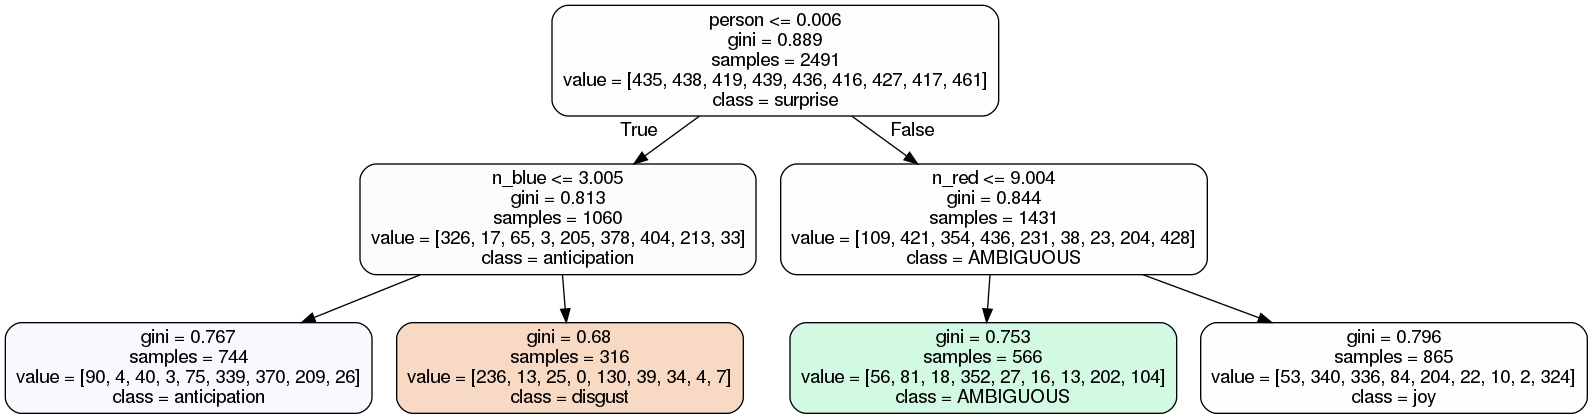 person <= 0.006
gini = 0.889
samples = 2491
value = [435, 438, 419, 439, 436, 416, 427, 417, 461]
class = surprise
True
False
n_blue <= 3.005
gini = 0.813
samples = 1060
value = [326, 17, 65, 3, 205, 378, 404, 213, 33]
class = anticipation
n_red <= 9.004
gini = 0.844
samples = 1431
value = [109, 421, 354, 436, 231, 38, 23, 204, 428]
class = AMBIGUOUS
gini = 0.767
samples = 744
value = [90, 4, 40, 3, 75, 339, 370, 209, 26]
class = anticipation
gini = 0.68
samples = 316
value = [236, 13, 25, 0, 130, 39, 34, 4, 7]
class = disgust
gini = 0.753
samples = 566
value = [56, 81, 18, 352, 27, 16, 13, 202, 104]
class = AMBIGUOUS
gini = 0.796
samples = 865
value = [53, 340, 336, 84, 204, 22, 10, 2, 324]
class = joy